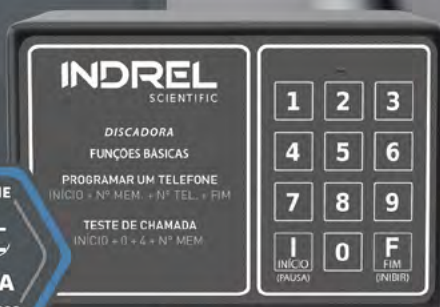 INDREL
SCIENTIFIC
DISCADORA
FUNÇÕES BÁSICAS
PROGRAMAR UM TELEFONE
INÍCIO + Nº MEM. + Nº TEL. + FIM
TESTE DE CHAMADA
INÍCIO + 0 + 4 + Nº MEM
1 2 3
4 5 6
7 8 9
I 0 F
INÍCIO FIM
(PAUSA) (INIBIR)